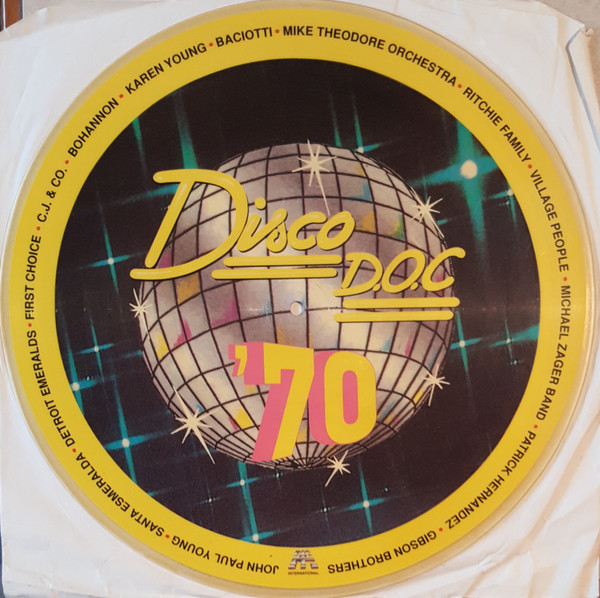 Disco
D.O.C
'70
JOHN PAUL YOUNG • SANTA ESMERALDA • DETROIT EMERALDS • FIRST CHOICE • C.J. & CO. • BOHANNON • KAREN YOUNG • BACIOTTI • MIKE THEODORE ORCHESTRA • RITCHIE FAMILY • VILLAGE PEOPLE • MICHAEL ZAGER BAND • PATRICK HERNANDEZ • GIBSON BROTHERS
INTERNATIONAL